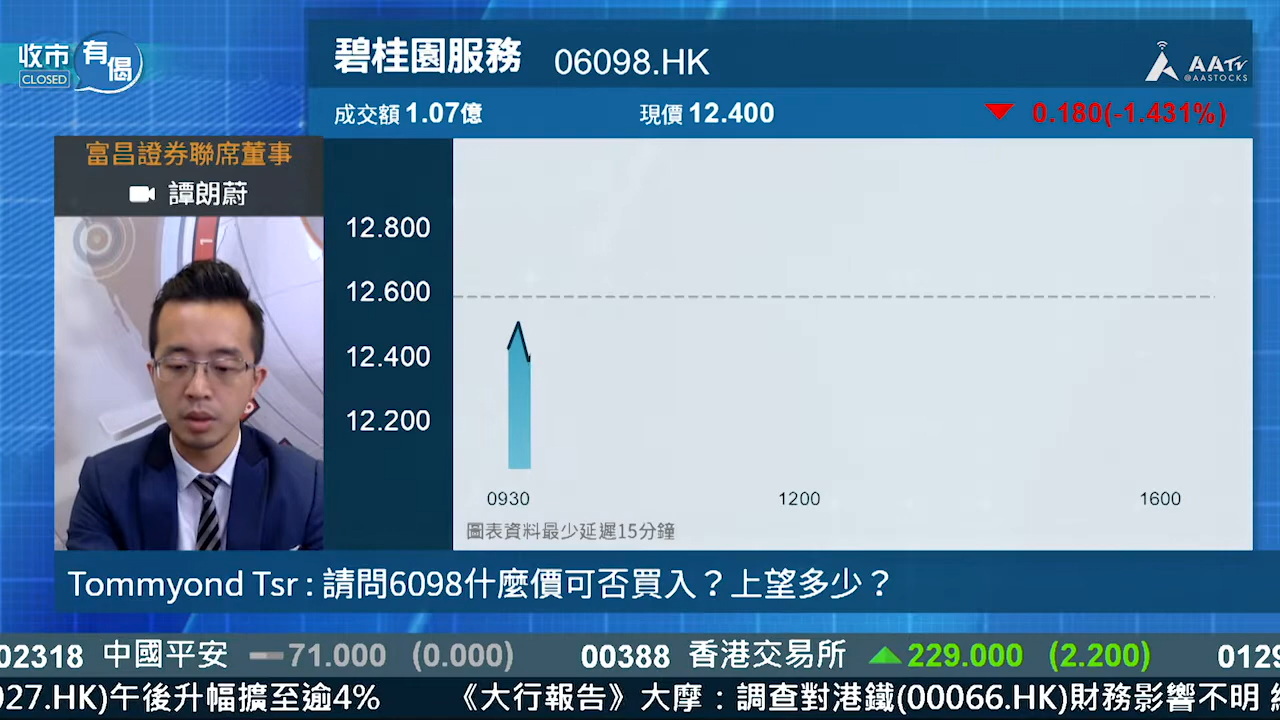 收市
有偈
CLOSED
碧桂園服務 06098.HK
AATV
@AASTOCKS
成交額 1.07億 現價 12.400 0.180(-1.431%)
富昌證券聯席董事
譚朗蔚
12.800
12.600
12.400
12.200
0930 1200 1600
圖表資料最少延遲15分鐘
Tommyond Tsr : 請問6098什麼價可否買入？上望多少？
02318 中國平安 71.000 (0.000) 00388 香港交易所 229.000 (2.200) 0129
027.HK)午後升幅擴至逾4% 《大行報告》大摩：調查對港鐵(00066.HK)財務影響不明